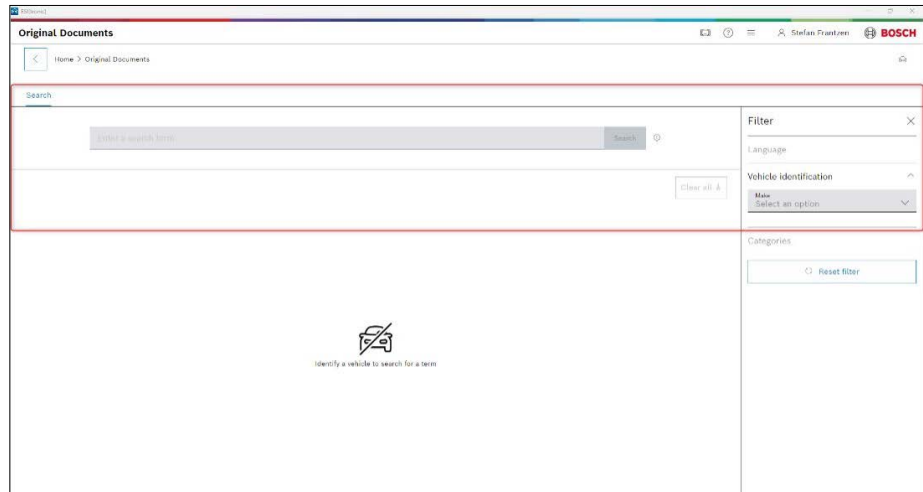 Original Documents
Stefan Frantzen
BOSCH
Home > Original Documents
Search
Enter a search term
Search
Filter
Language
Vehicle identification
Make
Select an option
Clear all
Categories
Reset filter
Identify a vehicle to search for a term